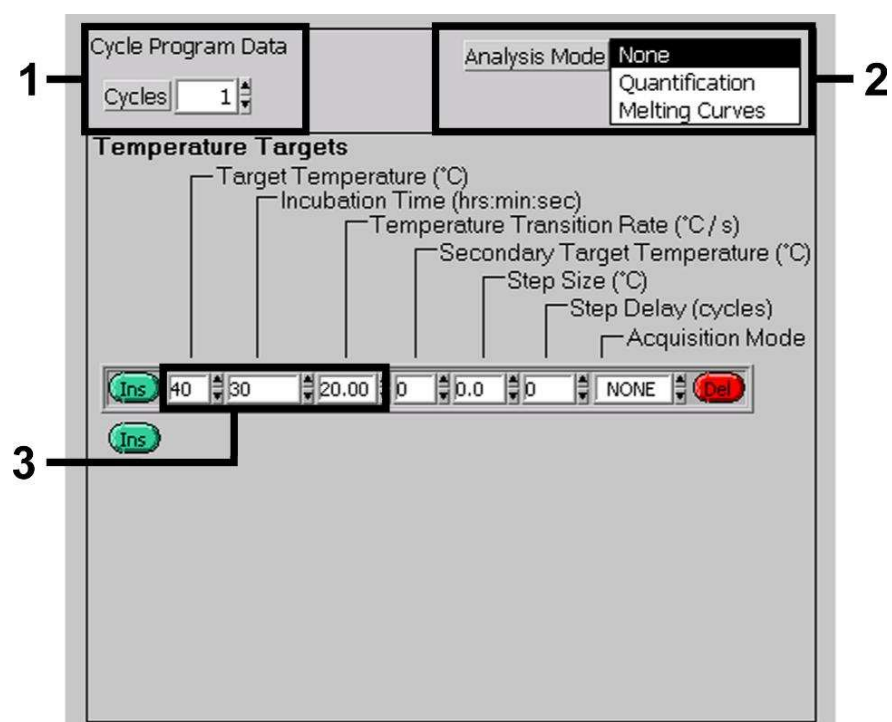 Cycle Program Data
Cycles 1
1
Analysis Mode None
Quantification
Melting Curves
2
Temperature Targets
Target Temperature (°C)
Incubation Time (hrs:min:sec)
Temperature Transition Rate (°C / s)
Secondary Target Temperature (°C)
Step Size (°C)
Step Delay (cycles)
Acquisition Mode
Ins 40 30 20.00 0 0.0 0 NONE Del
Ins
3